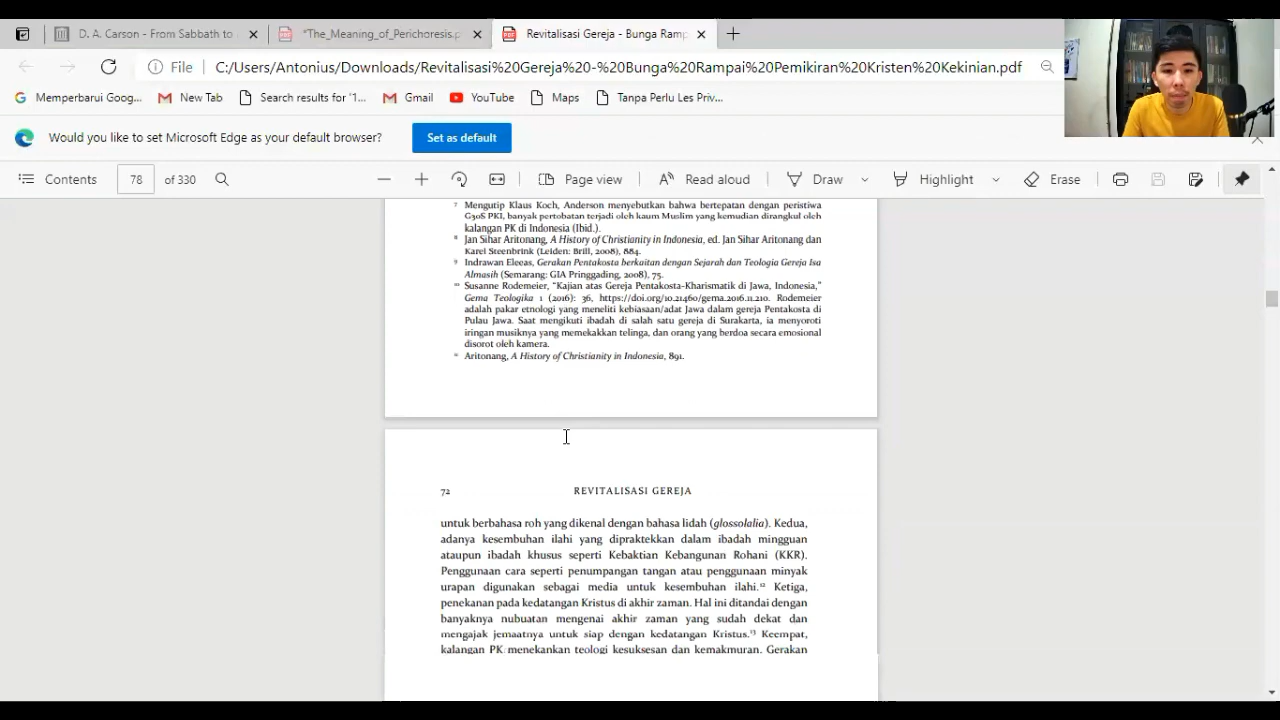 D. A. Carson - From Sabbath to
*The_Meaning_of_Perichoresis.p
Revitalisasi Gereja - Bunga Ramp
File
C:/Users/Antonius/Downloads/Revitalisasi%20Gereja%20-%20Bunga%20Rampai%20Pemikiran%20Kristen%20Kekinian.pdf
Memperbarui Goog...
New Tab
Search results for '1...
Gmail
YouTube
Maps
Tanpa Perlu Les Priv...
Would you like to set Microsoft Edge as your default browser?
Set as default
Contents
78
of 330
Page view
Read aloud
Draw
Highlight
Erase
7 Mengutip Klaus Koch, Anderson menyebutkan bahwa bertepatan dengan peristiwa
G30S PKI, banyak pertobatan terjadi oleh kaum Muslim yang kemudian dirangkul oleh
kalangan PK di Indonesia (Ibid.).
8 Jan Sihar Aritonang, A History of Christianity in Indonesia, ed. Jan Sihar Aritonang dan
Karel Steenbrink (Leiden: Brill, 2008), 884.
9 Indrawan Eleeas, Gerakan Pentakosta berkaitan dengan Sejarah dan Teologia Gereja Isa
Almasih (Semarang: GIA Pringgading, 2008), 75.
10 Susanne Rodemeier, “Kajian atas Gereja Pentakosta-Kharismatik di Jawa, Indonesia,”
Gema Teologika 1 (2016): 36, https://doi.org/10.21460/gema.2016.11.210. Rodemeier
adalah pakar etnologi yang meneliti kebiasaan/adat Jawa dalam gereja Pentakosta di
Pulau Jawa. Saat mengikuti ibadah di salah satu gereja di Surakarta, ia menyoroti
iringan musiknya yang memekakkan telinga, dan orang yang berdoa secara emosional
disorot oleh kamera.
11 Aritonang, A History of Christianity in Indonesia, 891.
72
REVITALISASI GEREJA
untuk berbahasa roh yang dikenal dengan bahasa lidah (glossolalia). Kedua,
adanya kesembuhan ilahi yang dipraktekkan dalam ibadah mingguan
ataupun ibadah khusus seperti Kebaktian Kebangunan Rohani (KKR).
Penggunaan cara seperti penumpangan tangan atau penggunaan minyak
urapan digunakan sebagai media untuk kesembuhan ilahi.12 Ketiga,
penekanan pada kedatangan Kristus di akhir zaman. Hal ini ditandai dengan
banyaknya nubuatan mengenai akhir zaman yang sudah dekat dan
mengajak jemaatnya untuk siap dengan kedatangan Kristus.13 Keempat,
kalangan PK menekankan teologi kesuksesan dan kemakmuran. Gerakan